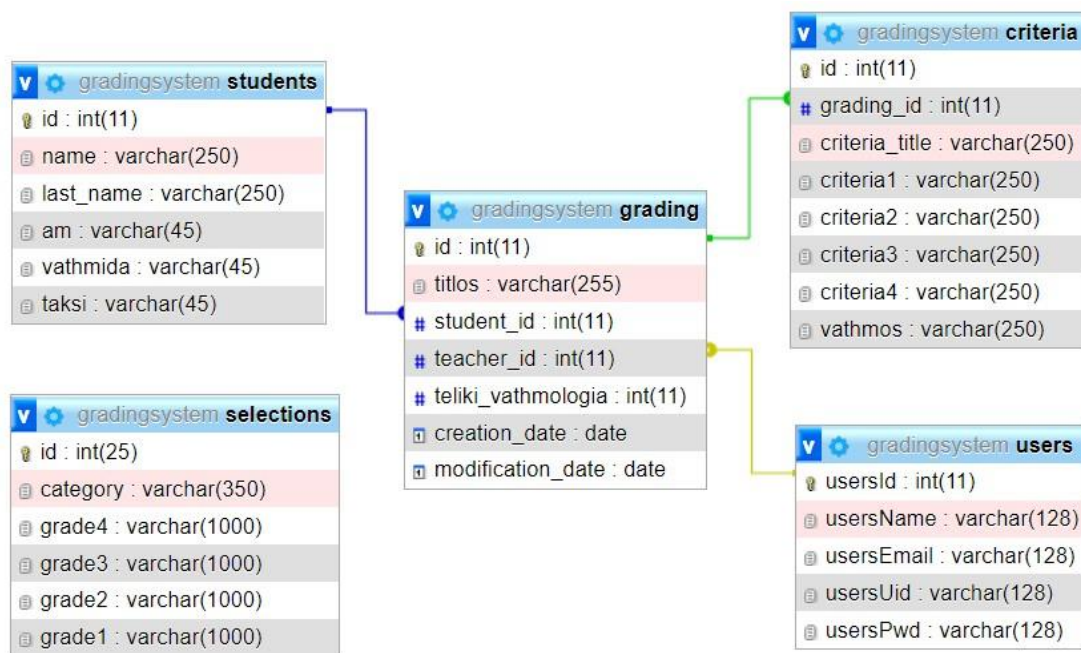 v gradingsystem students
id : int(11)
name : varchar(250)
last_name : varchar(250)
am : varchar(45)
vathmida : varchar(45)
taksi : varchar(45)
v gradingsystem selections
id : int(25)
category : varchar(350)
grade4 : varchar(1000)
grade3 : varchar(1000)
grade2 : varchar(1000)
grade1 : varchar(1000)
v gradingsystem grading
id : int(11)
titlos : varchar(255)
# student_id : int(11)
# teacher_id : int(11)
# teliki_vathmologia : int(11)
creation_date : date
modification_date : date
v gradingsystem criteria
id : int(11)
# grading_id : int(11)
criteria_title : varchar(250)
criteria1 : varchar(250)
criteria2 : varchar(250)
criteria3 : varchar(250)
criteria4 : varchar(250)
vathmos : varchar(250)
v gradingsystem users
usersId : int(11)
usersName : varchar(128)
usersEmail : varchar(128)
usersUid : varchar(128)
usersPwd : varchar(128)